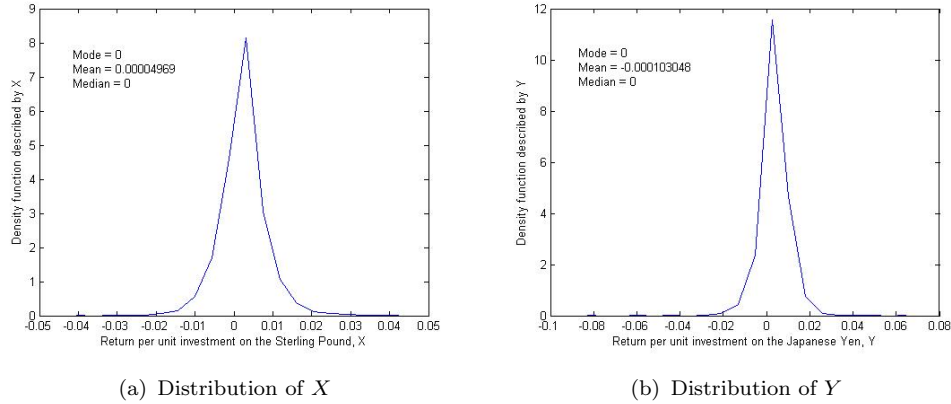 9
8
7
6
5
4
3
2
1
0
Density function described by X
Mode = 0
Mean = 0.00004969
Median = 0
-0.05 -0.04 -0.03 -0.02 -0.01 0 0.01 0.02 0.03 0.04 0.05
Return per unit investment on the Sterling Pound, X
(a) Distribution of X
12
10
8
6
4
2
0
Density function described by Y
Mode = 0
Mean = -0.000103048
Median = 0
-0.1 -0.08 -0.06 -0.04 -0.02 0 0.02 0.04 0.06 0.08
Return per unit investment on the Japanese Yen, Y
(b) Distribution of Y